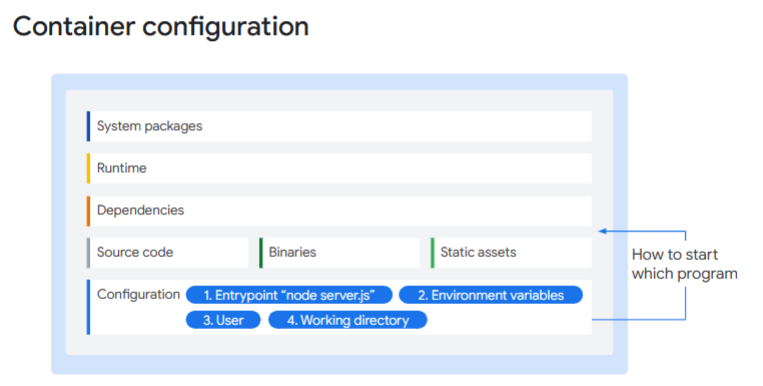 Container configuration
System packages
Runtime
Dependencies
Source code
Binaries
Static assets
How to start
which program
Configuration
1. Entrypoint “node server.js”
2. Environment variables
3. User
4. Working directory